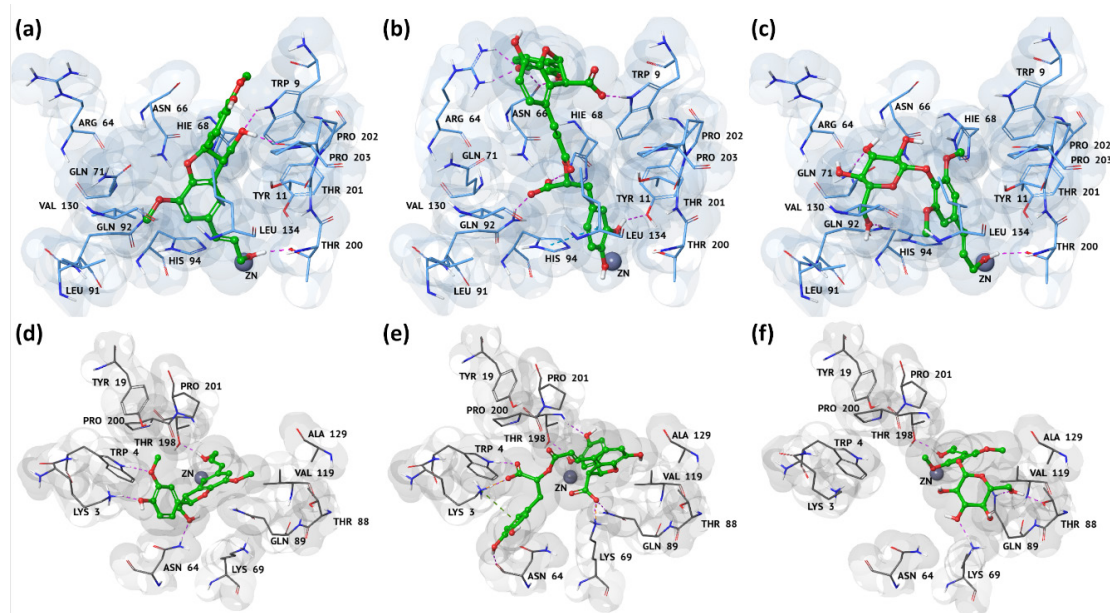 (a)
TRP 9
ASN 66
HIE 68
ARG 64
PRO 202
PRO 203
GLN 71
TYR 11
THR 201
VAL 130
GLN 92
LEU 134
THR 200
HIS 94
ZN
LEU 91
(b)
TRP 9
ASN 66
HIE 68
ARG 64
PRO 202
PRO 203
GLN 71
TYR 11
THR 201
VAL 130
GLN 92
LEU 134
THR 200
HIS 94
ZN
LEU 91
(c)
TRP 9
ASN 66
HIE 68
ARG 64
PRO 202
PRO 203
GLN 71
TYR 11
THR 201
VAL 130
GLN 92
LEU 134
THR 200
HIS 94
ZN
LEU 91
(d)
TYR 19
PRO 201
PRO 200
THR 198
TRP 4
ALA 129
ZN
VAL 119
LYS 3
THR 88
GLN 89
ASN 64
LYS 69
(e)
TYR 19
PRO 201
PRO 200
THR 198
TRP 4
ALA 129
ZN
VAL 119
LYS 3
THR 88
GLN 89
ASN 64
LYS 69
(f)
TYR 19
PRO 201
PRO 200
THR 198
TRP 4
ALA 129
ZN
VAL 119
LYS 3
THR 88
GLN 89
ASN 64
LYS 69